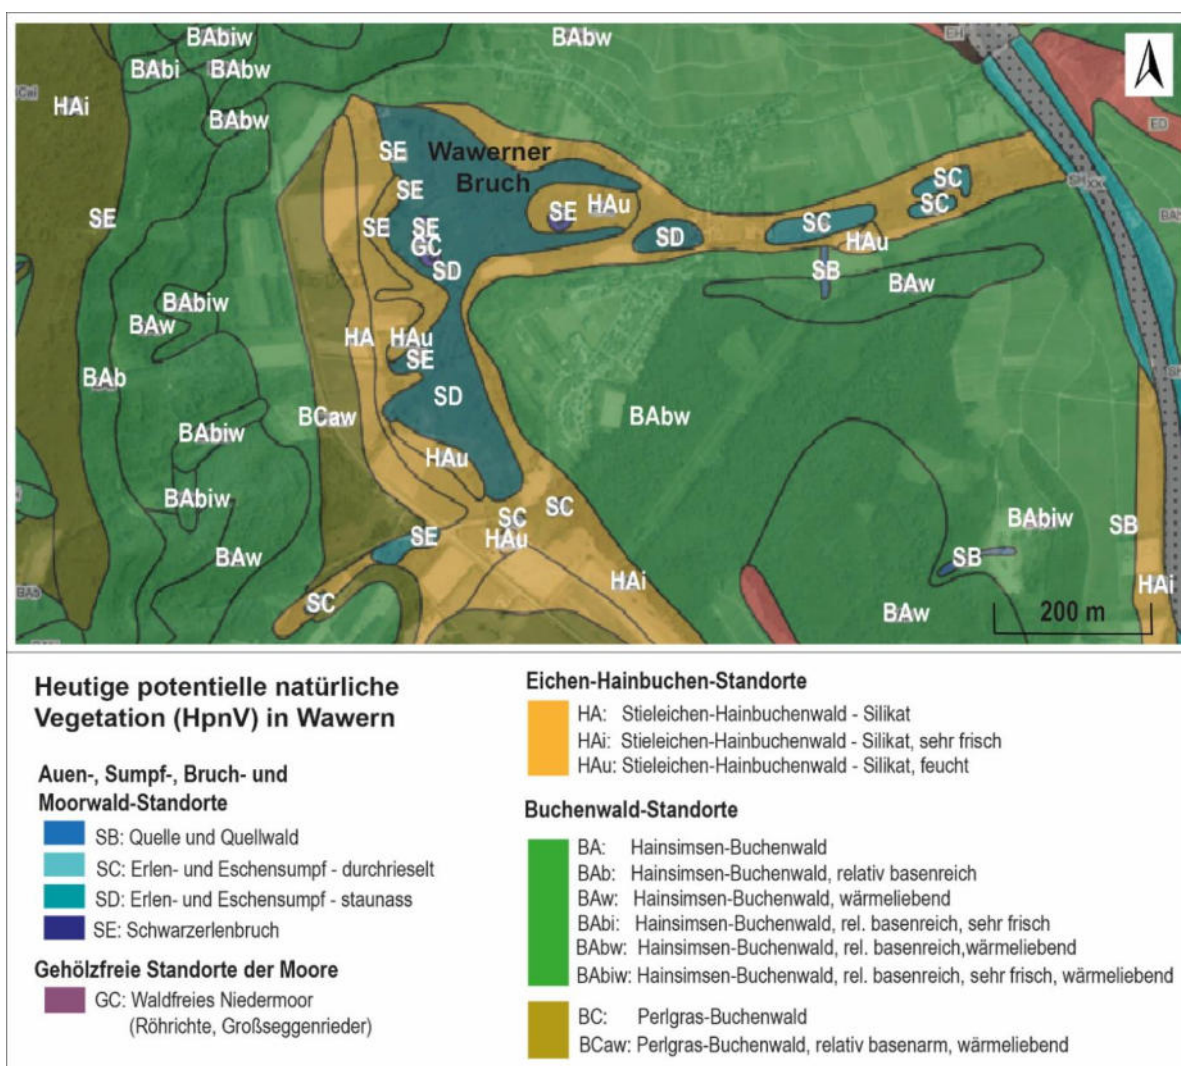 BAbiw
BAbw
EH
BAbi
BAbw
HAi
BAbw
ED
SE
Wawerner
Bruch
SE
SC
SH
SC
SE
HAu
SE
SE
SE
SC
HAu
GC
SD
SB
SD
BAw
BAbiw
BAw
HA
HAu
SE
BAb
SD
BCaw
BAbw
BAbiw
HAu
BAbiw
SC
SC
BAbiw
SB
SE
HAu
BAw
SB
HAi
HAi
SC
BAw
200 m
Heutige potentielle natürliche
Vegetation (HpnV) in Wawern
Auen-, Sumpf-, Bruch- und
Moorwald-Standorte
SB: Quelle und Quellwald
SC: Erlen- und Eschensumpf - durchrieselt
SD: Erlen- und Eschensumpf - staunass
SE: Schwarzerlenbruch
Gehölzfreie Standorte der Moore
GC: Waldfreies Niedermoor
(Röhrichte, Großseggenrieder)
Eichen-Hainbuchen-Standorte
HA: Stieleichen-Hainbuchenwald - Silikat
HAi: Stieleichen-Hainbuchenwald - Silikat, sehr frisch
HAu: Stieleichen-Hainbuchenwald - Silikat, feucht
Buchenwald-Standorte
BA: Hainsimsen-Buchenwald
BAb: Hainsimsen-Buchenwald, relativ basenreich
BAw: Hainsimsen-Buchenwald, wärmeliebend
BAbi: Hainsimsen-Buchenwald, rel. basenreich, sehr frisch
BAbw: Hainsimsen-Buchenwald, rel. basenreich,wärmeliebend
BAbiw: Hainsimsen-Buchenwald, rel. basenreich, sehr frisch, wärmeliebend
BC: Perlgras-Buchenwald
BCaw: Perlgras-Buchenwald, relativ basenarm, wärmeliebend